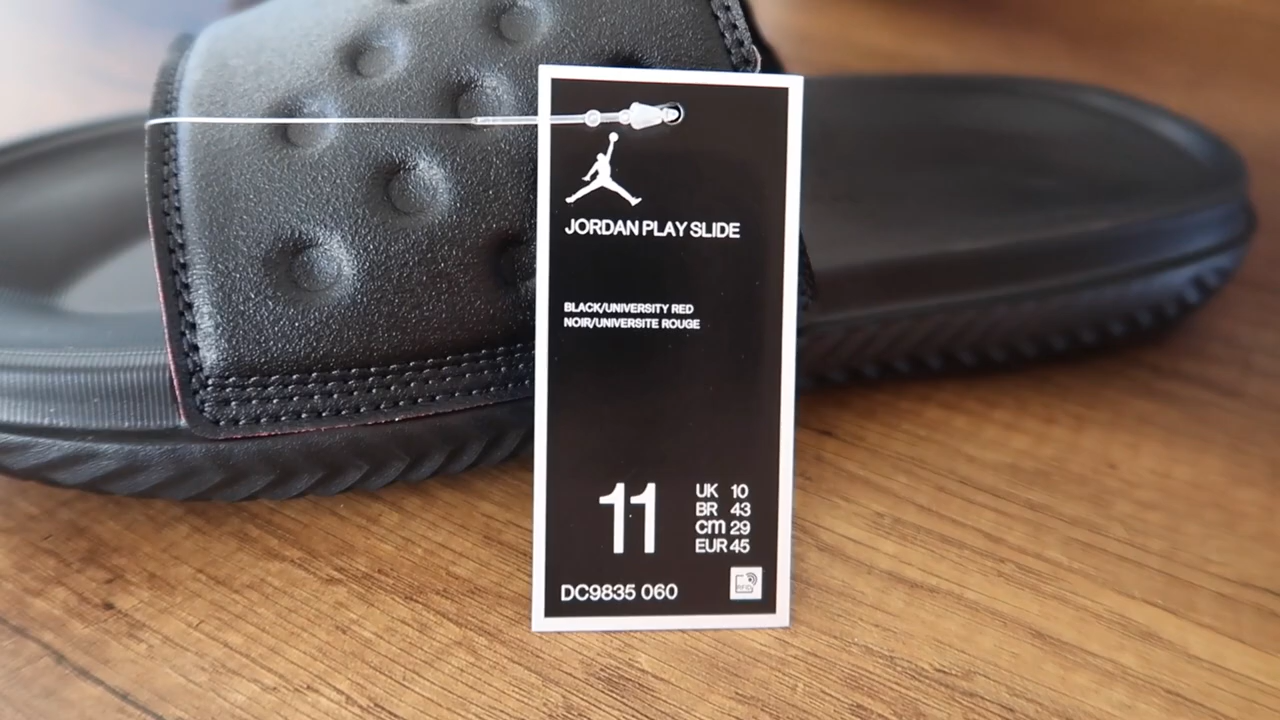 JORDAN PLAY SLIDE
BLACK/UNIVERSITY RED
NOIR/UNIVERSITE ROUGE
11
UK 10
BR 43
cm 29
EUR 45
DC9835 060
RFID